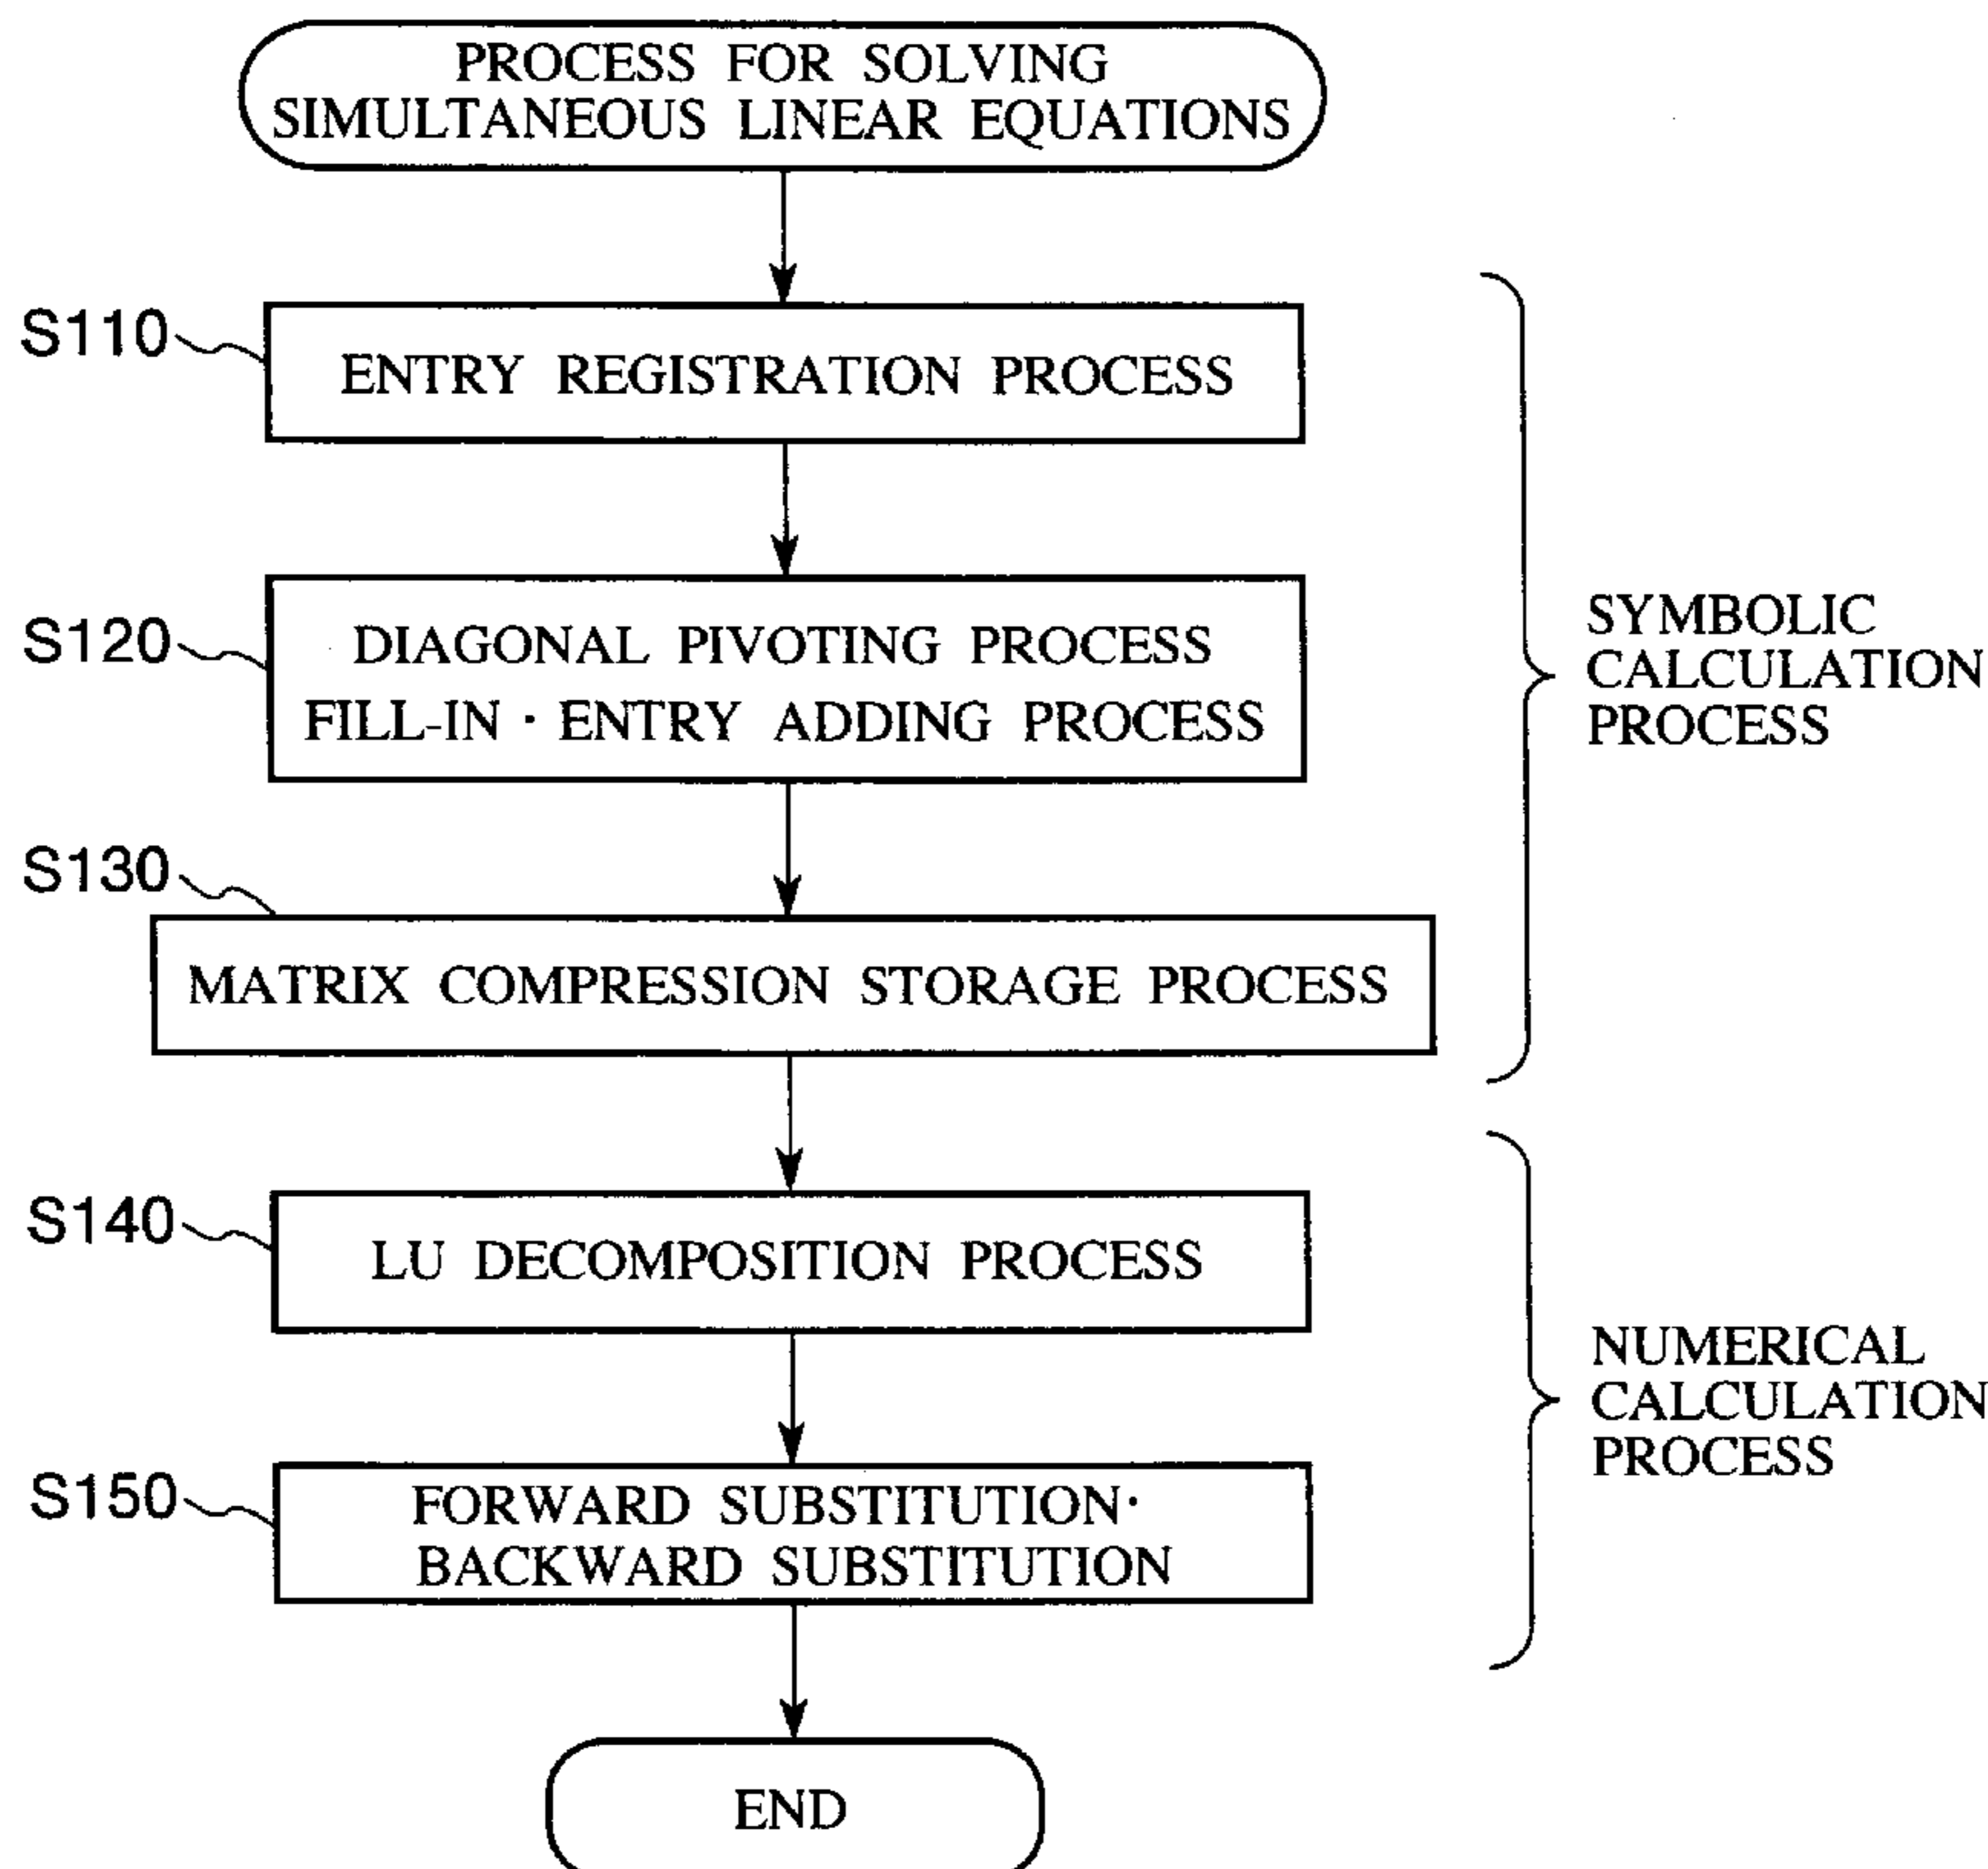 PROCESS FOR SOLVING
SIMULTANEOUS LINEAR EQUATIONS
S110
ENTRY REGISTRATION PROCESS
S120
DIAGONAL PIVOTING PROCESS
FILL-IN · ENTRY ADDING PROCESS
SYMBOLIC
CALCULATION
PROCESS
S130
MATRIX COMPRESSION STORAGE PROCESS
S140
LU DECOMPOSITION PROCESS
NUMERICAL
CALCULATION
PROCESS
S150
FORWARD SUBSTITUTION·
BACKWARD SUBSTITUTION
END